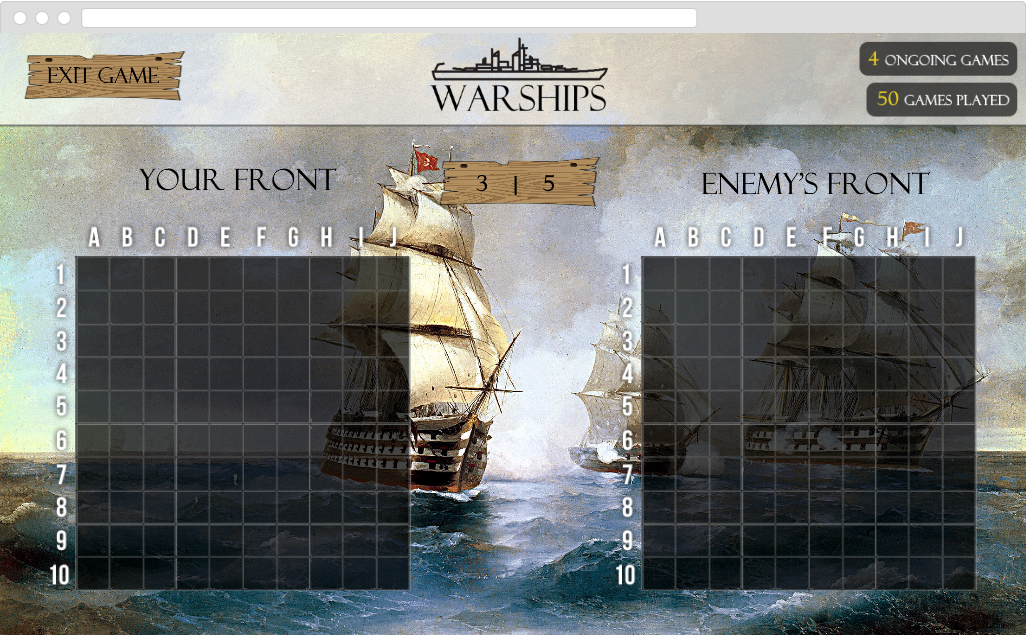 EXIT GAME
WARSHIPS
4 ONGOING GAMES
50 GAMES PLAYED
YOUR FRONT
3 | 5
ENEMY'S FRONT
A B C D E F G H I J
1
2
3
4
5
6
7
8
9
10
A B C D E F G H I J
1
2
3
4
5
6
7
8
9
10